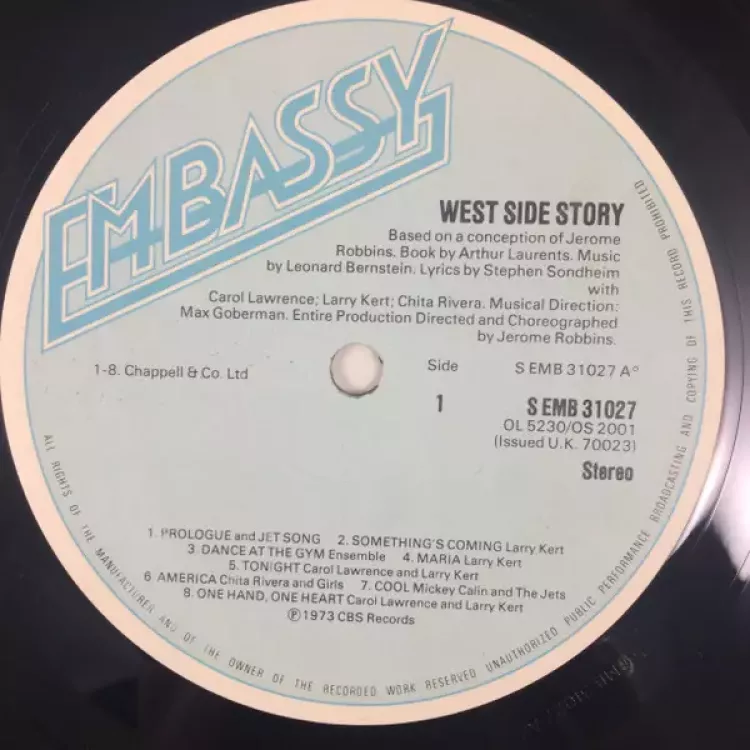 EMBASSY
WEST SIDE STORY
Based on a conception of Jerome
Robbins. Book by Arthur Laurents. Music
by Leonard Bernstein. Lyrics by Stephen Sondheim
with
Carol Lawrence; Larry Kert; Chita Rivera. Musical Direction:
Max Goberman. Entire Production Directed and Choreographed
by Jerome Robbins.
1-8. Chappell & Co. Ltd
Side
S EMB 31027 A°
1
S EMB 31027
OL 5230/OS 2001
(Issued U.K. 70023)
Stereo
1. PROLOGUE and JET SONG 2. SOMETHING'S COMING Larry Kert
3. DANCE AT THE GYM Ensemble 4. MARIA Larry Kert
5. TONIGHT Carol Lawrence and Larry Kert
6 AMERICA Chita Rivera and Girls 7. COOL Mickey Calin and The Jets
8. ONE HAND, ONE HEART Carol Lawrence and Larry Kert
℗ 1973 CBS Records
ALL RIGHTS OF THE MANUFACTURER AND OF THE OWNER OF THE RECORDED WORK RESERVED UNAUTHORIZED PUBLIC PERFORMANCE BROADCASTING AND COPYING OF THIS RECORD PROHIBITED